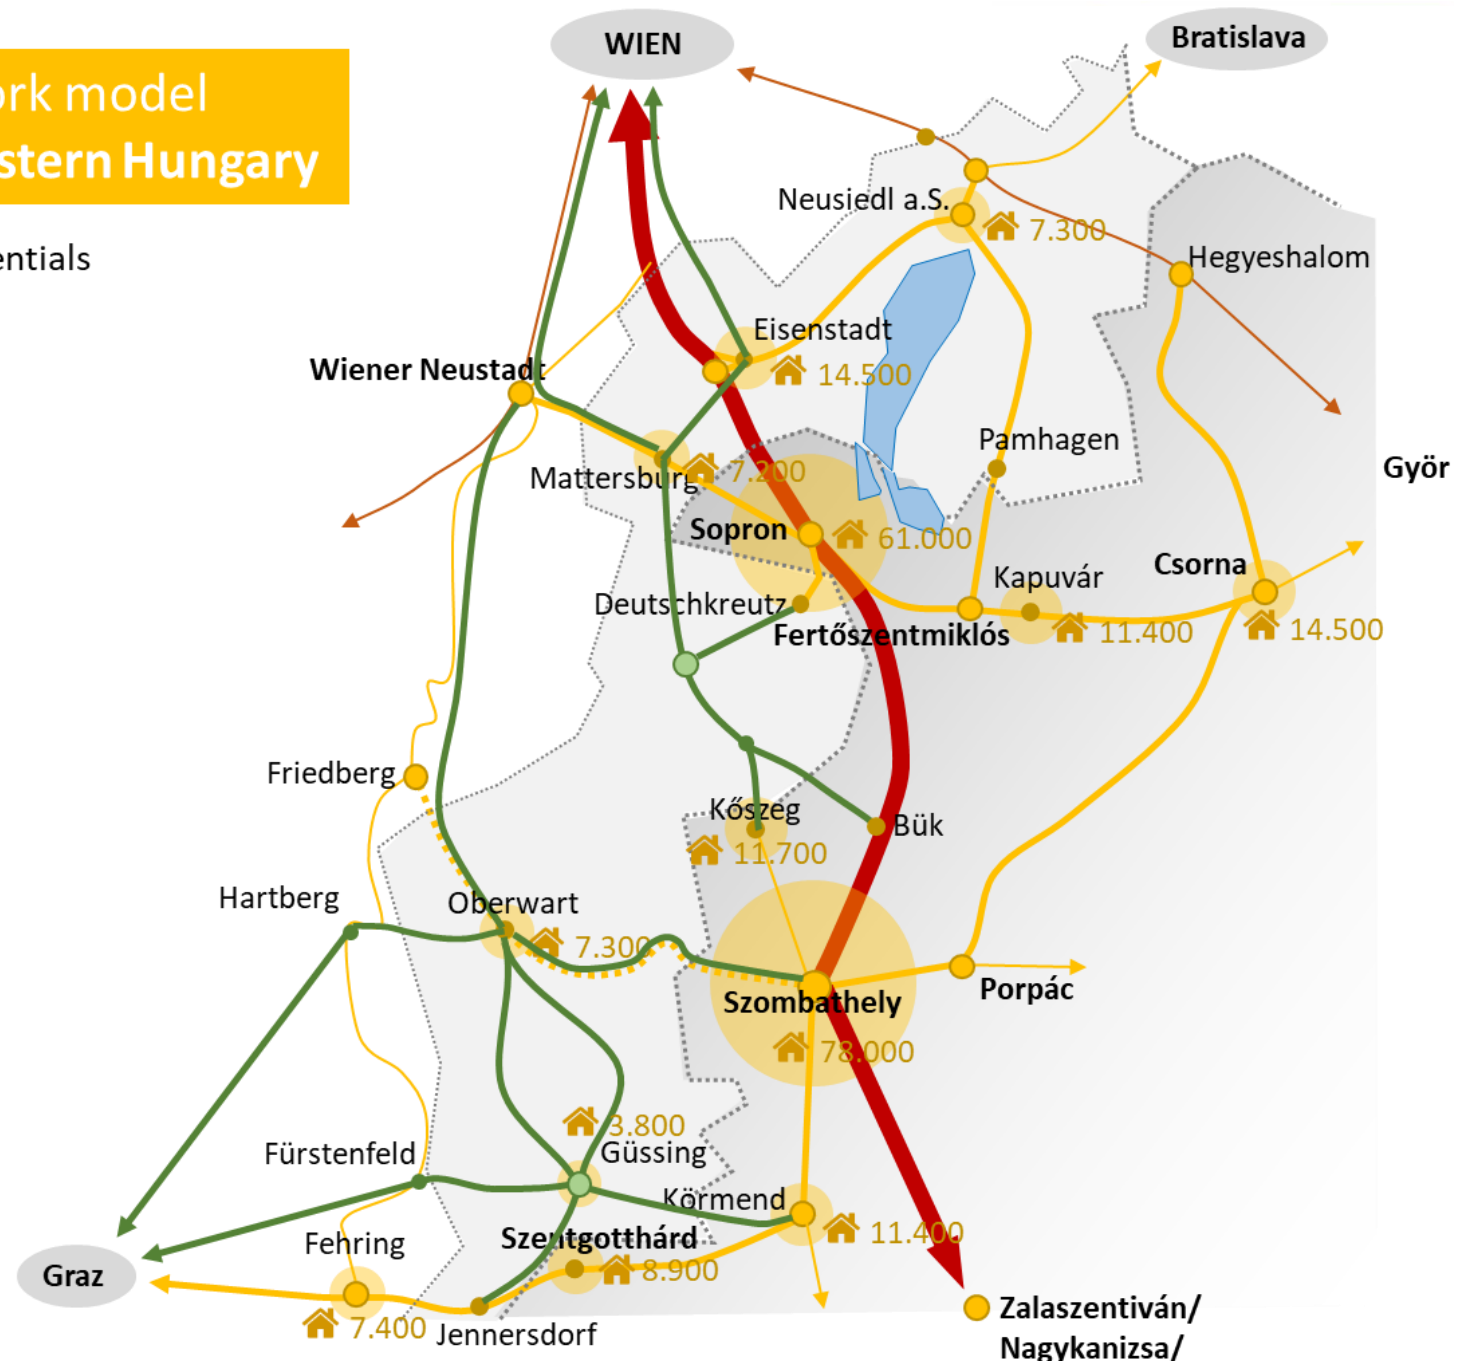 WIEN
Bratislava
ork model
stern Hungary
Neusiedl a.S.
7.300
entials
Hegyeshalom
Eisenstadt
14.500
Wiener Neustadt
Pamhagen
Mattersburg
7.200
Györ
Sopron
61.000
Csorna
Kapuvár
Deutschkreutz
Fertőszentmiklós
11.400
14.500
Friedberg
Kőszeg
Bük
11.700
Hartberg
Oberwart
7.300
Szombathely
Porpác
78.000
3.800
Güssing
Fürstenfeld
Körmend
11.400
Szentgotthárd
Fehring
8.900
Graz
7.400
Jennersdorf
Zalaszentiván/
Nagykanizsa/